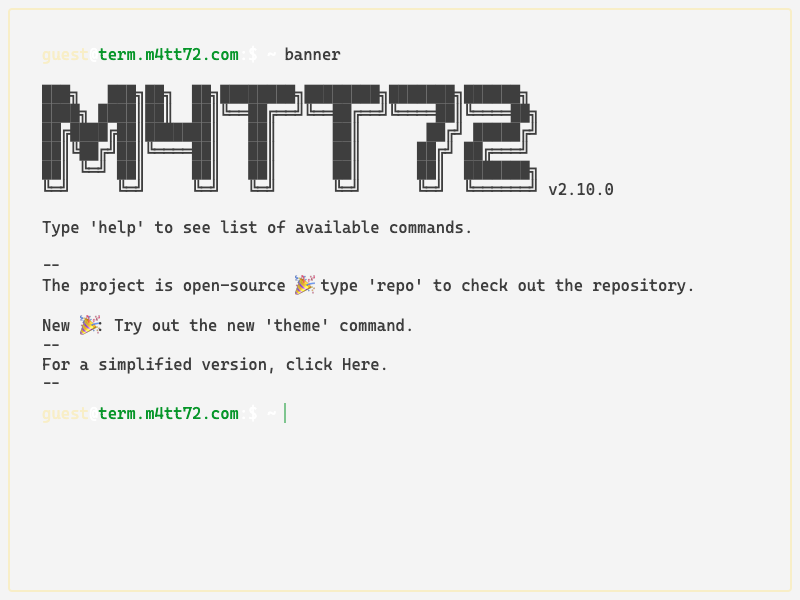 guest@term.m4tt72.com:$ ~ banner
M4TT72 v2.10.0
Type 'help' to see list of available commands.
--
The project is open-source 🎉 type 'repo' to check out the repository.
New 🎉: Try out the new 'theme' command.
--
For a simplified version, click Here.
--
guest@term.m4tt72.com:$ ~